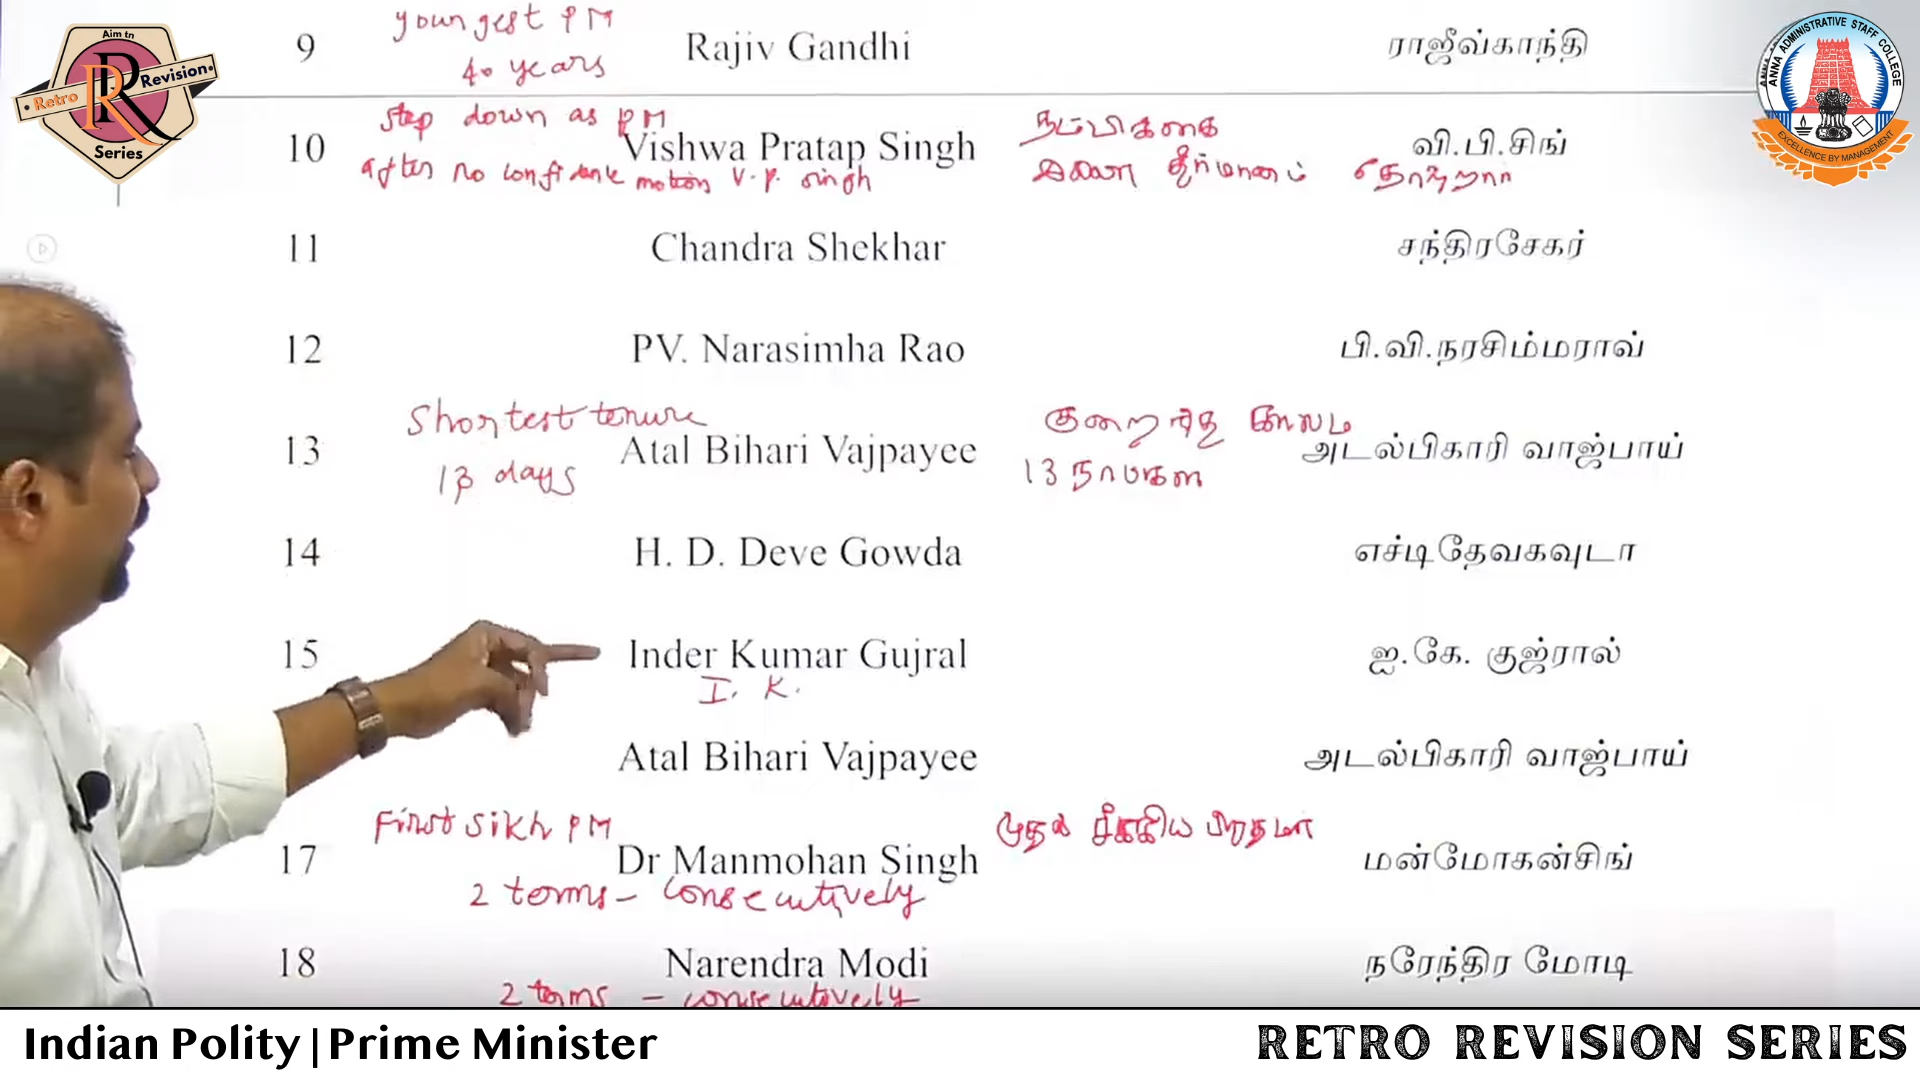 Aim tn
Retro
RR
Revision
Series
ANNA ADMINISTRATIVE STAFF COLLEGE
EXCELLENCE BY MANAGEMENT
youngest PM
9 Rajiv Gandhi ராஜீவ்காந்தி
40 years
step down as PM நம்பிக்கை
10 Vishwa Pratap Singh வி.பி.சிங்
after no confidence motion V.P. singh இல்லா தீர்மானம் தோற்றார்
11 Chandra Shekhar சந்திரசேகர்
12 PV. Narasimha Rao பி.வி.நரசிம்மராவ்
Shortest tenure குறைந்த காலம்
13 Atal Bihari Vajpayee அடல்பிகாரி வாஜ்பாய்
13 days 13 நாட்கள்
14 H. D. Deve Gowda எச்டிதேவகவுடா
15 Inder Kumar Gujral ஐ.கே. குஜ்ரால்
I. K.
Atal Bihari Vajpayee அடல்பிகாரி வாஜ்பாய்
First Sikh PM முதல் சீக்கிய பிரதமர்
17 Dr Manmohan Singh மன்மோகன்சிங்
2 terms - consecutively
18 Narendra Modi நரேந்திர மோடி
2 terms - consecutively
Indian Polity|Prime Minister RETRO REVISION SERIES